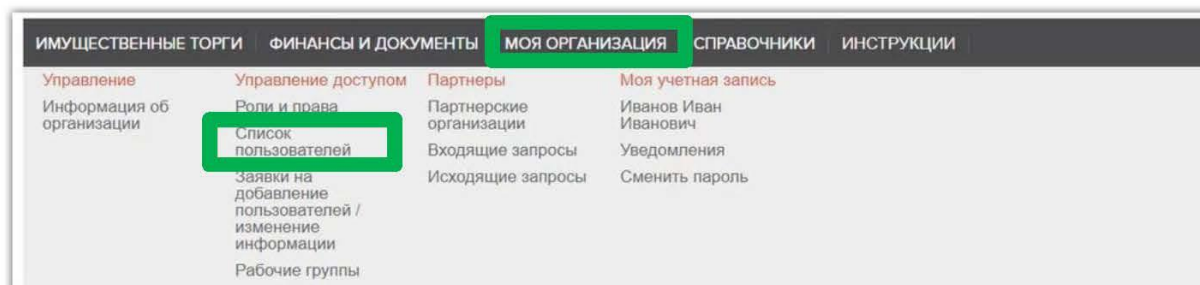 ИМУЩЕСТВЕННЫЕ ТОРГИ ФИНАНСЫ И ДОКУМЕНТЫ МОЯ ОРГАНИЗАЦИЯ СПРАВОЧНИКИ ИНСТРУКЦИИ
Управление
Информация об
организации
Управление доступом
Роли и права
Список
пользователей
Заявки на
добавление
пользователей /
изменение
информации
Рабочие группы
Партнеры
Партнерские
организации
Входящие запросы
Исходящие запросы
Моя учетная запись
Иванов Иван
Иванович
Уведомления
Сменить пароль